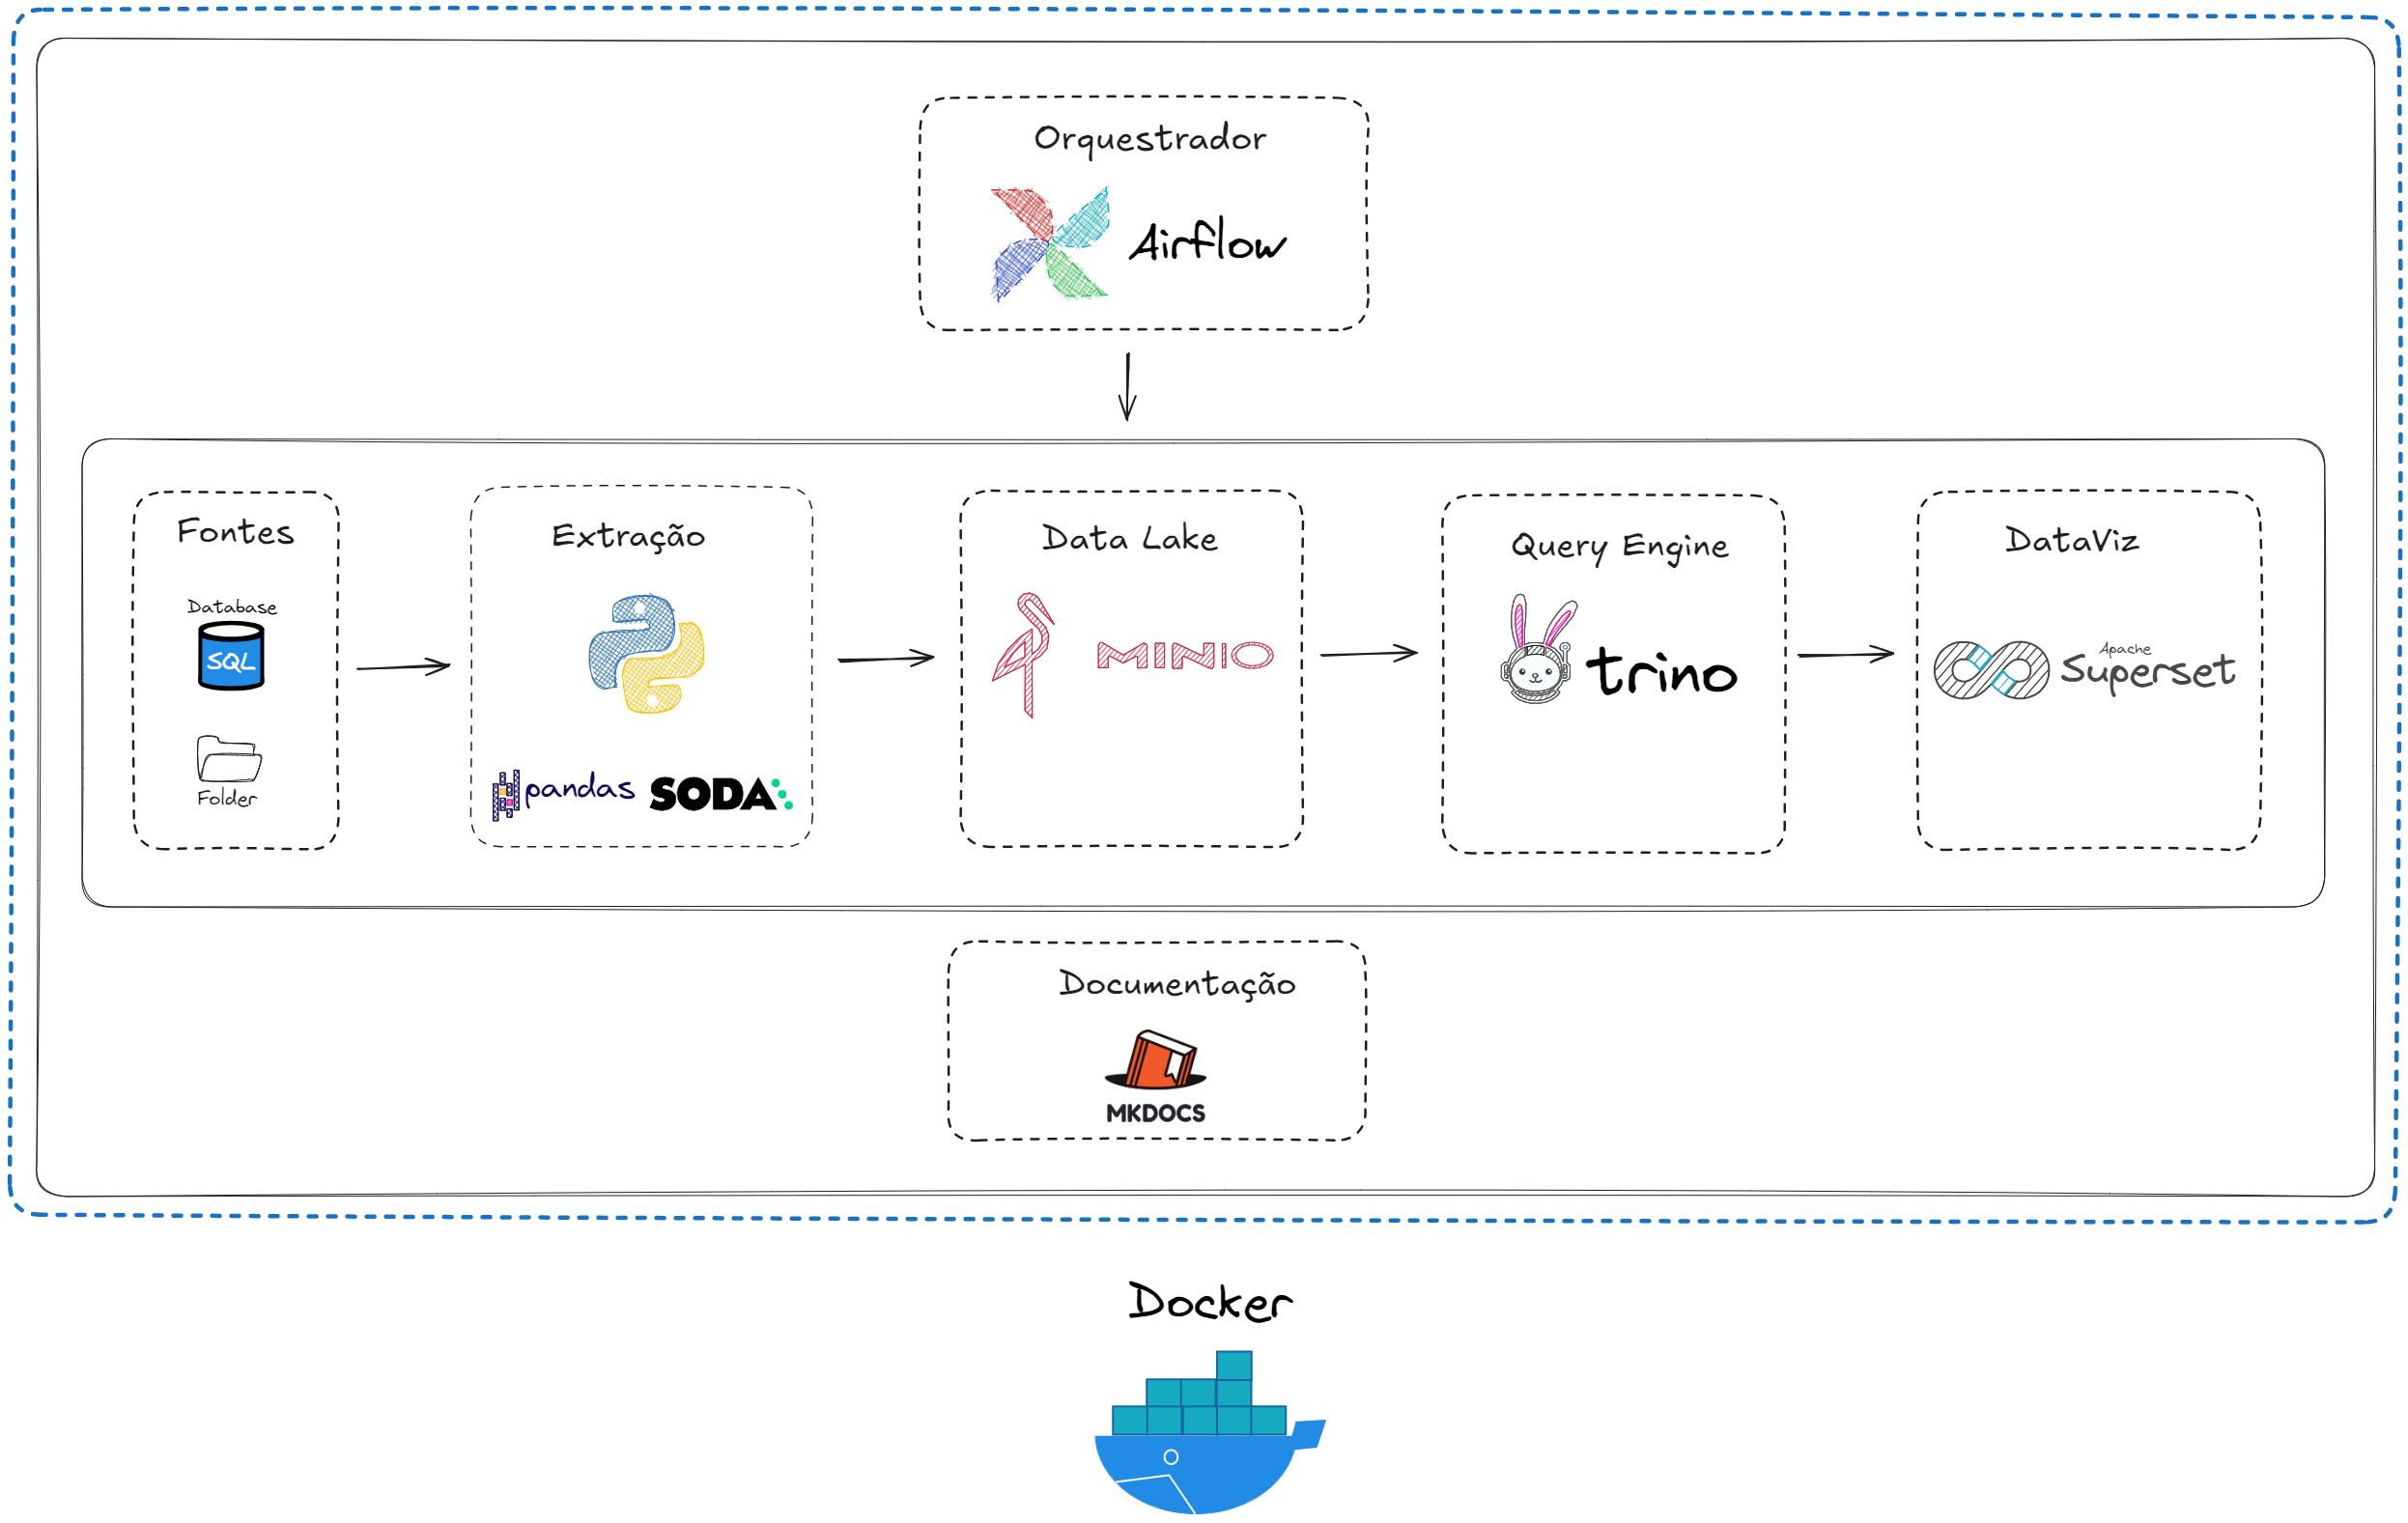 Orquestrador
Airflow
Fontes
Database
SQL
Folder
Extração
pandas
SODA
Data Lake
MINIO
Query Engine
trino
DataViz
Apache
Superset
Documentação
MKDOCS
Docker